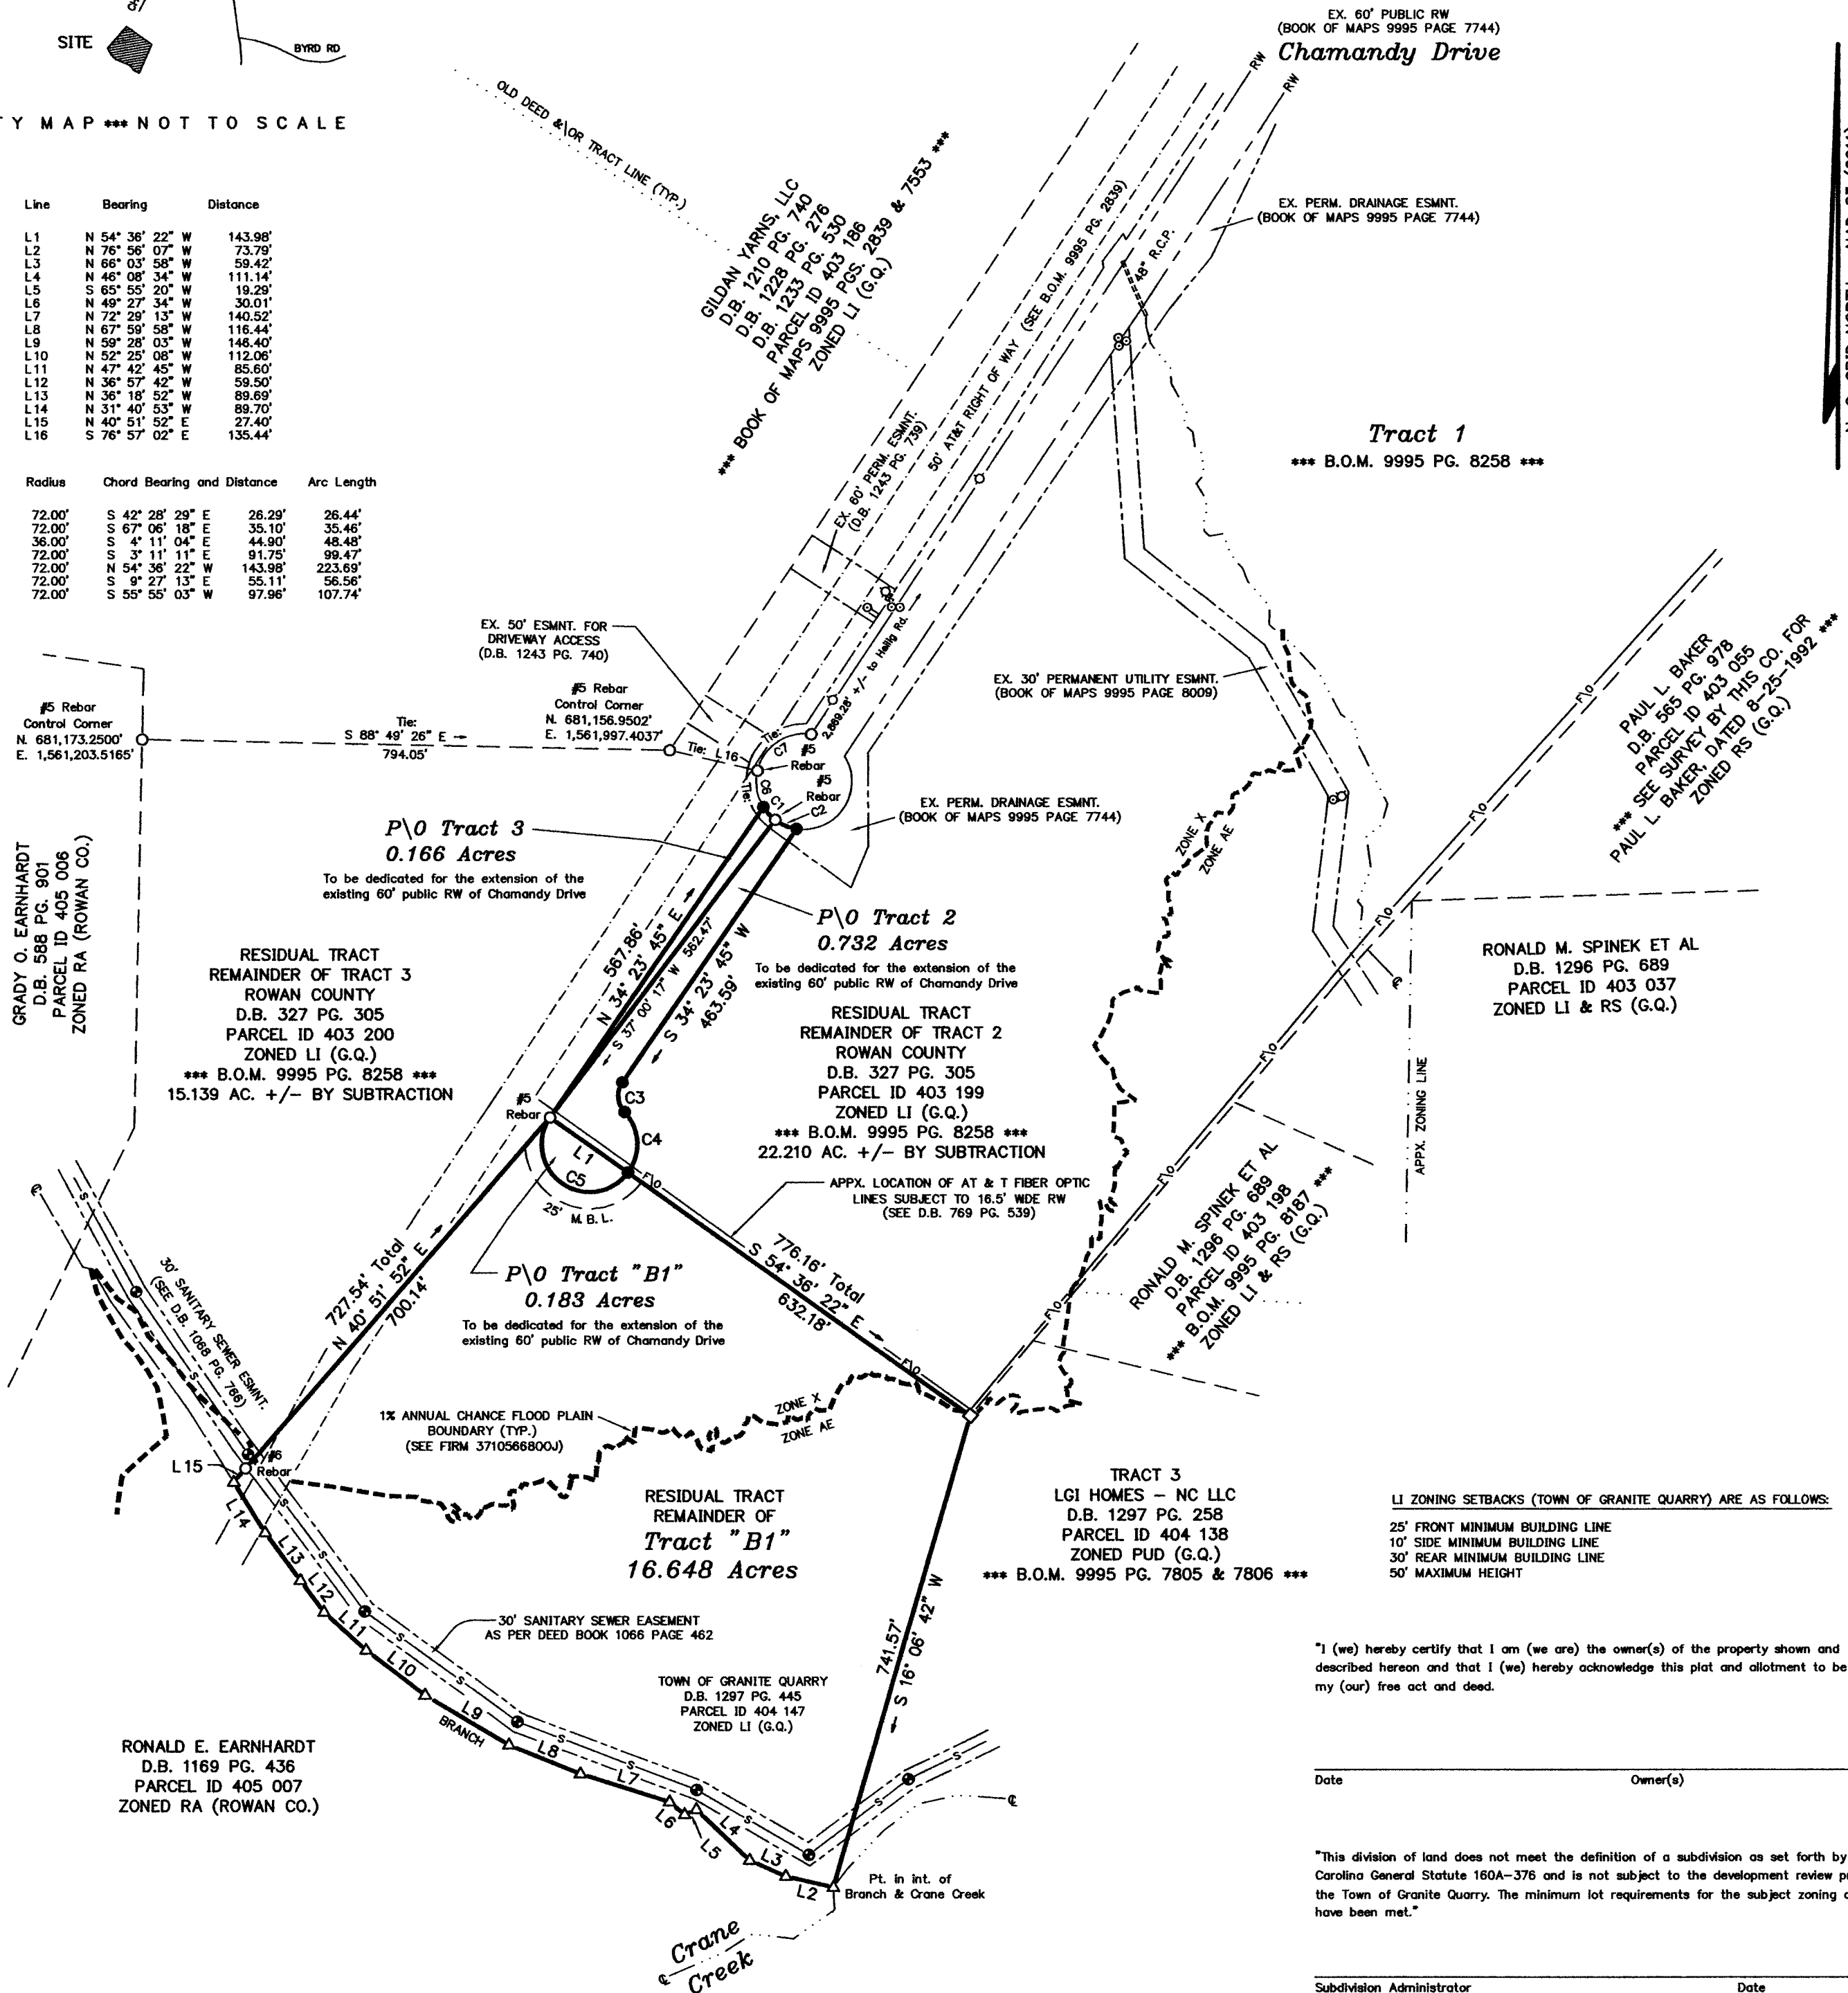 SITE
BYRD RD
TY MAP *** NOT TO SCALE
EX. 60' PUBLIC RW
(BOOK OF MAPS 9995 PAGE 7744)
Chamandy Drive
RW
RW
OLD DEED &\OR TRACT LINE (TYP.)
GILDAN YARNS, LLC
D.B. 1210 PG. 740
D.B. 1228 PG. 276
D.B. 1233 PG. 530
PARCEL ID 403 186
*** BOOK OF MAPS 9995 PGS. 2839 & 7553 ***
ZONED LI (G.Q.)
EX. PERM. DRAINAGE ESMNT.
(BOOK OF MAPS 9995 PAGE 7744)
48" R.C.P.
50' AT&T RIGHT OF WAY (SEE B.O.M. 9995 PG. 2839)
EX. 60' PERM. ESMNT.
(D.B. 1243 PG. 739)
Tract 1
*** B.O.M. 9995 PG. 8258 ***
Line Bearing Distance
L1 N 54° 36' 22" W 143.98'
L2 N 76° 56' 07" W 73.79'
L3 N 66° 03' 58" W 59.42'
L4 N 46° 08' 34" W 111.14'
L5 S 65° 55' 20" W 19.29'
L6 N 49° 27' 34" W 30.01'
L7 N 72° 29' 13" W 140.52'
L8 N 67° 59' 58" W 116.44'
L9 N 59° 28' 03" W 146.40'
L10 N 52° 25' 08" W 112.06'
L11 N 47° 42' 45" W 85.60'
L12 N 36° 57' 42" W 59.50'
L13 N 36° 18' 52" W 89.69'
L14 N 31° 40' 53" W 89.70'
L15 N 40° 51' 52" E 27.40'
L16 S 76° 57' 02" E 135.44'
Radius Chord Bearing and Distance Arc Length
72.00' S 42° 28' 29" E 26.29' 26.44'
72.00' S 67° 06' 18" E 35.10' 35.46'
36.00' S 4° 11' 04" E 44.90' 48.48'
72.00' S 3° 11' 11" E 91.75' 99.47'
72.00' N 54° 36' 22" W 143.98' 223.69'
72.00' S 9° 27' 13" E 55.11' 56.56'
72.00' S 55° 55' 03" W 97.96' 107.74'
EX. 50' ESMNT. FOR
DRIVEWAY ACCESS
(D.B. 1243 PG. 740)
EX. 30' PERMANENT UTILITY ESMNT.
(BOOK OF MAPS 9995 PAGE 8009)
PAUL L. BAKER
D.B. 565 PG. 978
PARCEL ID 403 055
*** SEE SURVEY BY THIS CO. FOR
PAUL L. BAKER, DATED 8-25-1992 ***
ZONED RS (G.Q.)
#5 Rebar
Control Corner
N. 681,173.2500'
E. 1,561,203.5165'
Tie:
S 88° 49' 26" E
794.05'
#5 Rebar
Control Corner
N. 681,156.9502'
E. 1,561,997.4037'
Tie: L16
Tie:
C7
#5
Rebar
2,869.28' +/- to Heilig Rd.
Tie:
C6
C1
#5
Rebar
C2
EX. PERM. DRAINAGE ESMNT.
(BOOK OF MAPS 9995 PAGE 7744)
ZONE X
ZONE AE
P\O Tract 3
0.166 Acres
To be dedicated for the extension of the
existing 60' public RW of Chamandy Drive
P\O Tract 2
0.732 Acres
To be dedicated for the extension of the
existing 60' public RW of Chamandy Drive
567.86'
N 34° 23' 45" E
S 37° 00' 17" W 562.47'
S 34° 23' 45" W
463.59'
GRADY O. EARNHARDT
D.B. 588 PG. 901
PARCEL ID 405 006
ZONED RA (ROWAN CO.)
RESIDUAL TRACT
REMAINDER OF TRACT 3
ROWAN COUNTY
D.B. 327 PG. 305
PARCEL ID 403 200
ZONED LI (G.Q.)
*** B.O.M. 9995 PG. 8258 ***
15.139 AC. +/- BY SUBTRACTION
RESIDUAL TRACT
REMAINDER OF TRACT 2
ROWAN COUNTY
D.B. 327 PG. 305
PARCEL ID 403 199
ZONED LI (G.Q.)
*** B.O.M. 9995 PG. 8258 ***
22.210 AC. +/- BY SUBTRACTION
RONALD M. SPINEK ET AL
D.B. 1296 PG. 689
PARCEL ID 403 037
ZONED LI & RS (G.Q.)
F\O
F\O
F\O
F\O
F\O
F\O
APPX. ZONING LINE
#5
Rebar
C3
C4
L1
C5
F\O
25' M.B.L.
APPX. LOCATION OF AT & T FIBER OPTIC
LINES SUBJECT TO 16.5' WDE RW
(SEE D.B. 769 PG. 539)
RONALD M. SPINEK ET AL
D.B. 1296 PG. 689
PARCEL ID 403 198
*** B.O.M. 9995 PG. 8187 ***
ZONED LI & RS (G.Q.)
P\O Tract "B1"
0.183 Acres
To be dedicated for the extension of the
existing 60' public RW of Chamandy Drive
776.16' Total
S 54° 36' 22" E
632.18'
F\O
727.54' Total
N 40° 51' 52" E
700.14'
30' SANITARY SEWER ESMNT.
(SEE D.B. 1068 PG. 766)
1% ANNUAL CHANCE FLOOD PLAIN
BOUNDARY (TYP.)
(SEE FIRM 3710566800J)
ZONE X
ZONE AE
L15
#6
Rebar
L14
L13
L12
L11
L10
L9
BRANCH
L8
L7
L6
L5
L4
L3
L2
RESIDUAL TRACT
REMAINDER OF
Tract "B1"
16.648 Acres
30' SANITARY SEWER EASEMENT
AS PER DEED BOOK 1066 PAGE 462
TOWN OF GRANITE QUARRY
D.B. 1297 PG. 445
PARCEL ID 404 147
ZONED LI (G.Q.)
741.57'
S 16° 06' 42" W
TRACT 3
LGI HOMES - NC LLC
D.B. 1297 PG. 258
PARCEL ID 404 138
ZONED PUD (G.Q.)
*** B.O.M. 9995 PG. 7805 & 7806 ***
LI ZONING SETBACKS (TOWN OF GRANITE QUARRY) ARE AS FOLLOWS:
25' FRONT MINIMUM BUILDING LINE
10' SIDE MINIMUM BUILDING LINE
30' REAR MINIMUM BUILDING LINE
50' MAXIMUM HEIGHT
RONALD E. EARNHARDT
D.B. 1169 PG. 436
PARCEL ID 405 007
ZONED RA (ROWAN CO.)
Pt. in int. of
Branch & Crane Creek
Crane
Creek
"I (we) hereby certify that I am (we are) the owner(s) of the property shown and
described hereon and that I (we) hereby acknowledge this plat and allotment to be
my (our) free act and deed.
Date Owner(s)
"This division of land does not meet the definition of a subdivision as set forth by
Carolina General Statute 160A-376 and is not subject to the development review
the Town of Granite Quarry. The minimum lot requirements for the subject zoning
have been met."
Subdivision Administrator Date